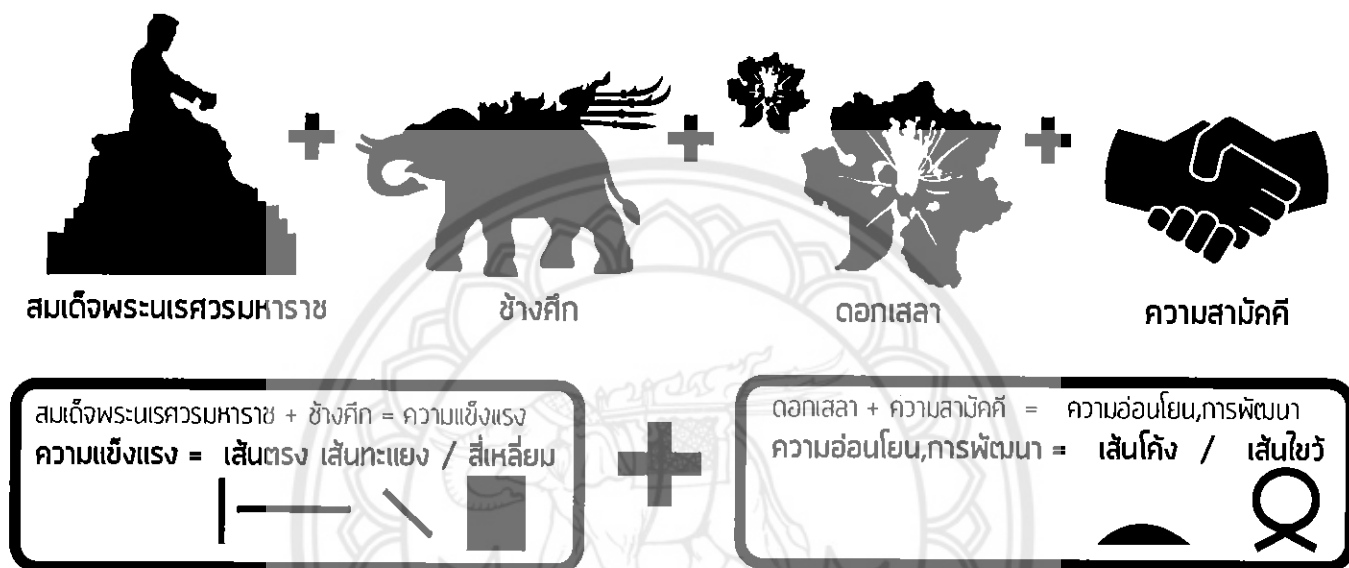 สมเด็จพระนเรศวรมหาราช
ช้างศึก
ดอกเสลา
ความสามัคคี
สมเด็จพระนเรศวรมหาราช + ช้างศึก = ความแข็งแรง
ความแข็งแรง = เส้นตรง เส้นทะแยง / สี่เหลี่ยม
ดอกเสลา + ความสามัคคี = ความอ่อนโยน,การพัฒนา
ความอ่อนโยน,การพัฒนา = เส้นโค้ง / เส้นไขว้